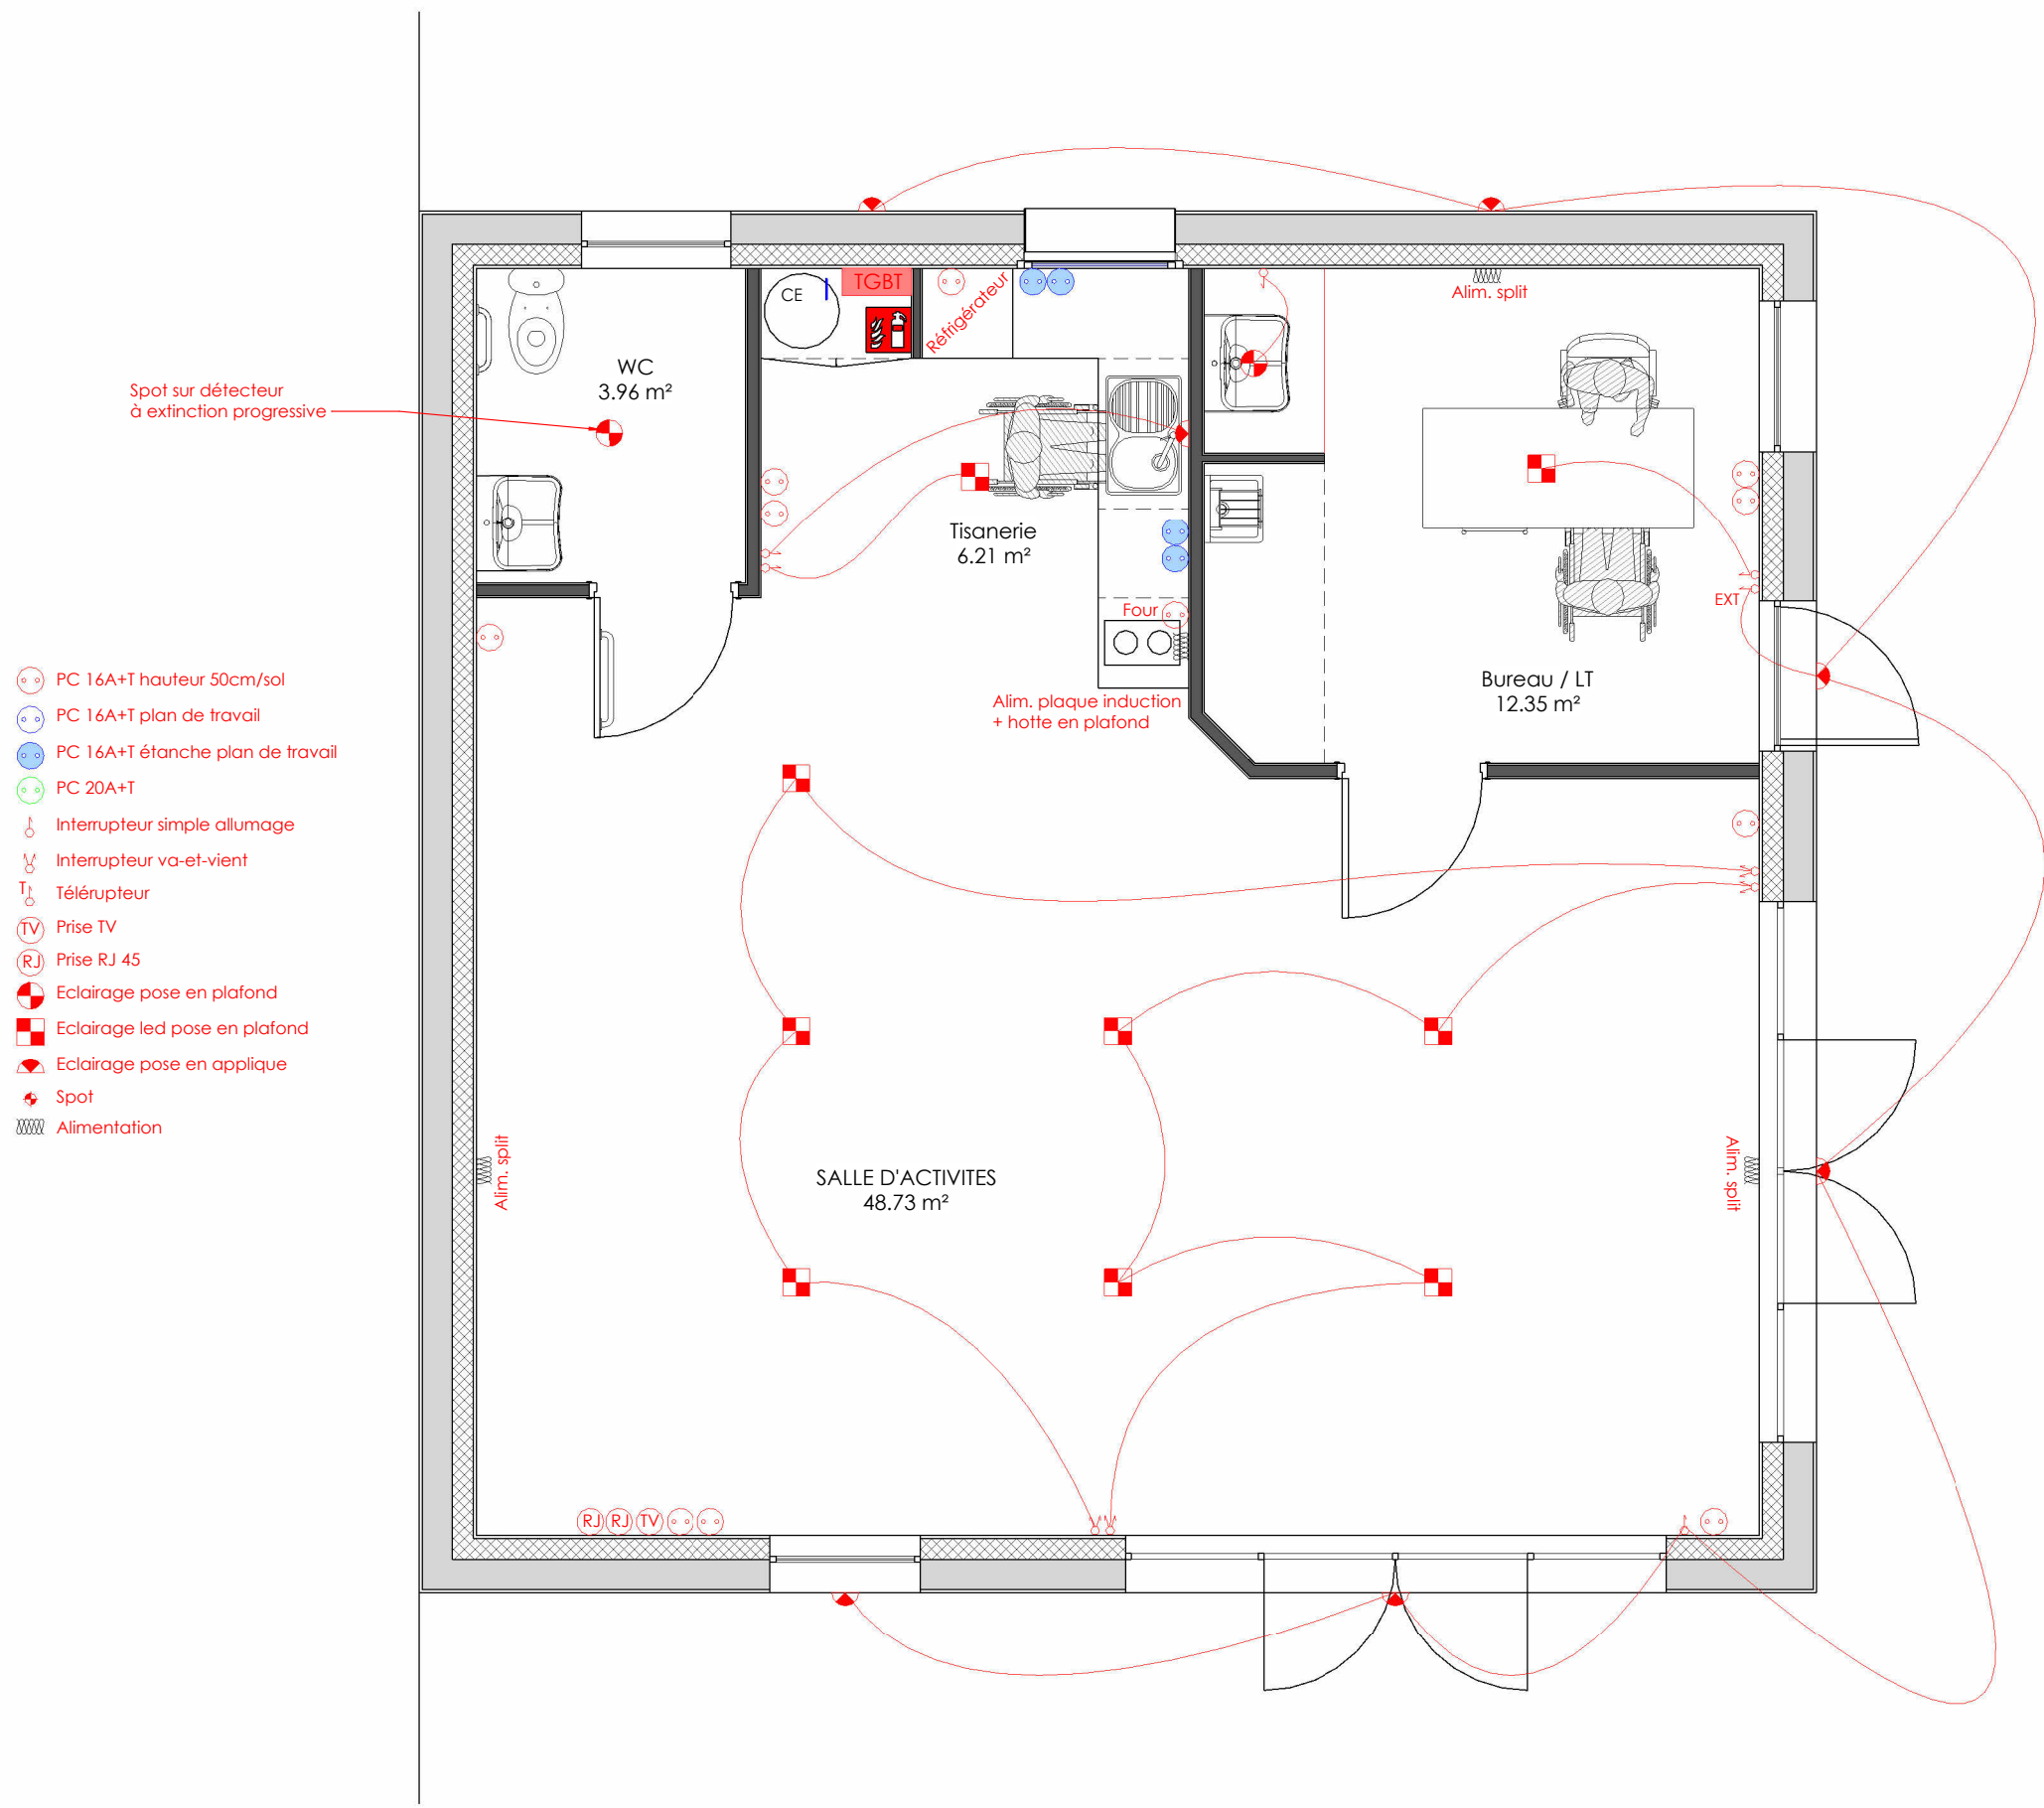 TGBT
CE
Réfrigérateur
Alim. split
WC
3.96 m²
Spot sur détecteur
à extinction progressive
Tisanerie
6.21 m²
EXT
Four
Bureau / LT
12.35 m²
Alim. plaque induction
+ hotte en plafond
PC 16A+T hauteur 50cm/sol
PC 16A+T plan de travail
PC 16A+T étanche plan de travail
PC 20A+T
Interrupteur simple allumage
Interrupteur va-et-vient
T Télérupteur
TV Prise TV
RJ Prise RJ 45
Eclairage pose en plafond
Eclairage led pose en plafond
Eclairage pose en applique
Spot
Alimentation
Alim. split
SALLE D'ACTIVITES
48.73 m²
Alim. split
RJ RJ TV